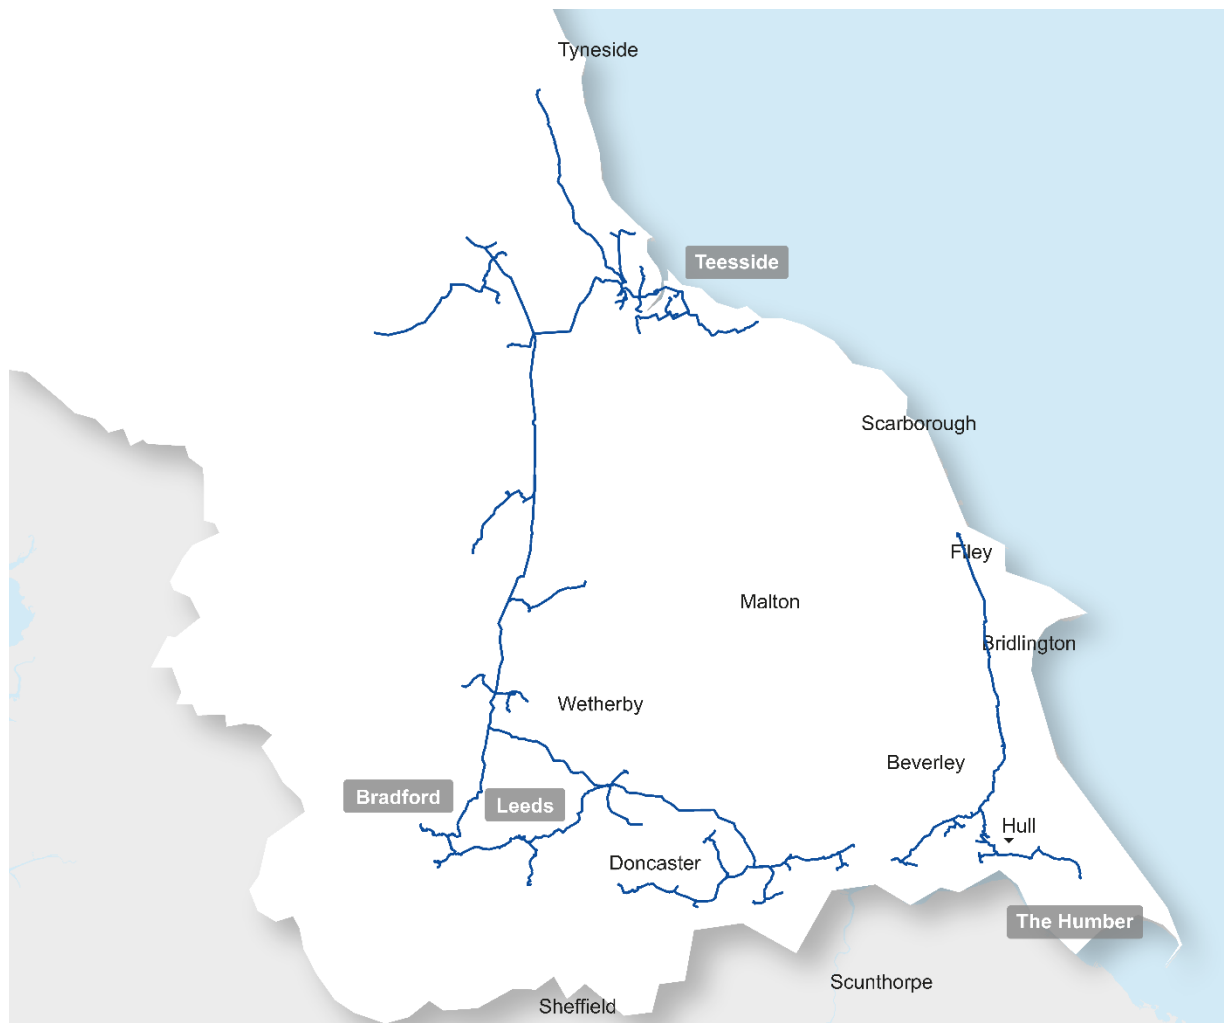 Tyneside
Teesside
Scarborough
Filey
Malton
Bridlington
Wetherby
Beverley
Bradford
Leeds
Hull
Doncaster
The Humber
Scunthorpe
Sheffield